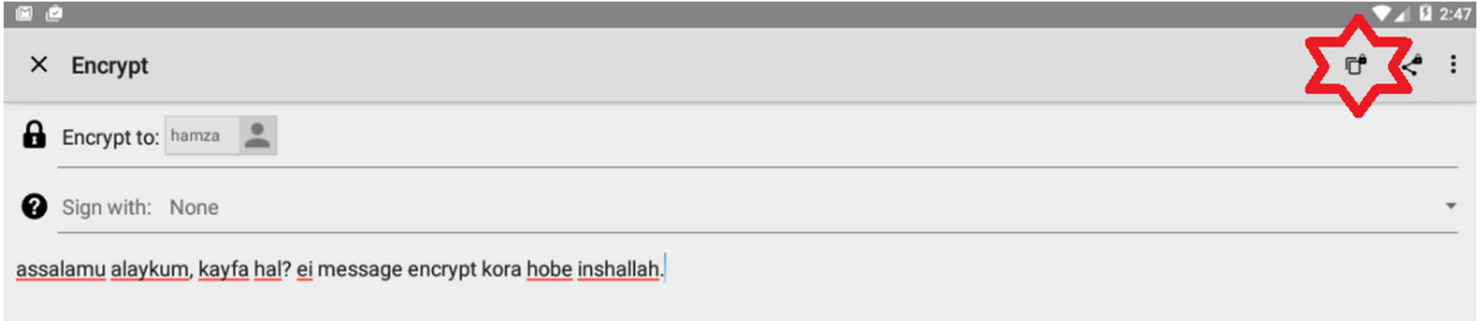 2:47
Encrypt
Encrypt to: hamza
Sign with: None
assalamu alaykum, kayfa hal? ei message encrypt kora hobe inshallah.